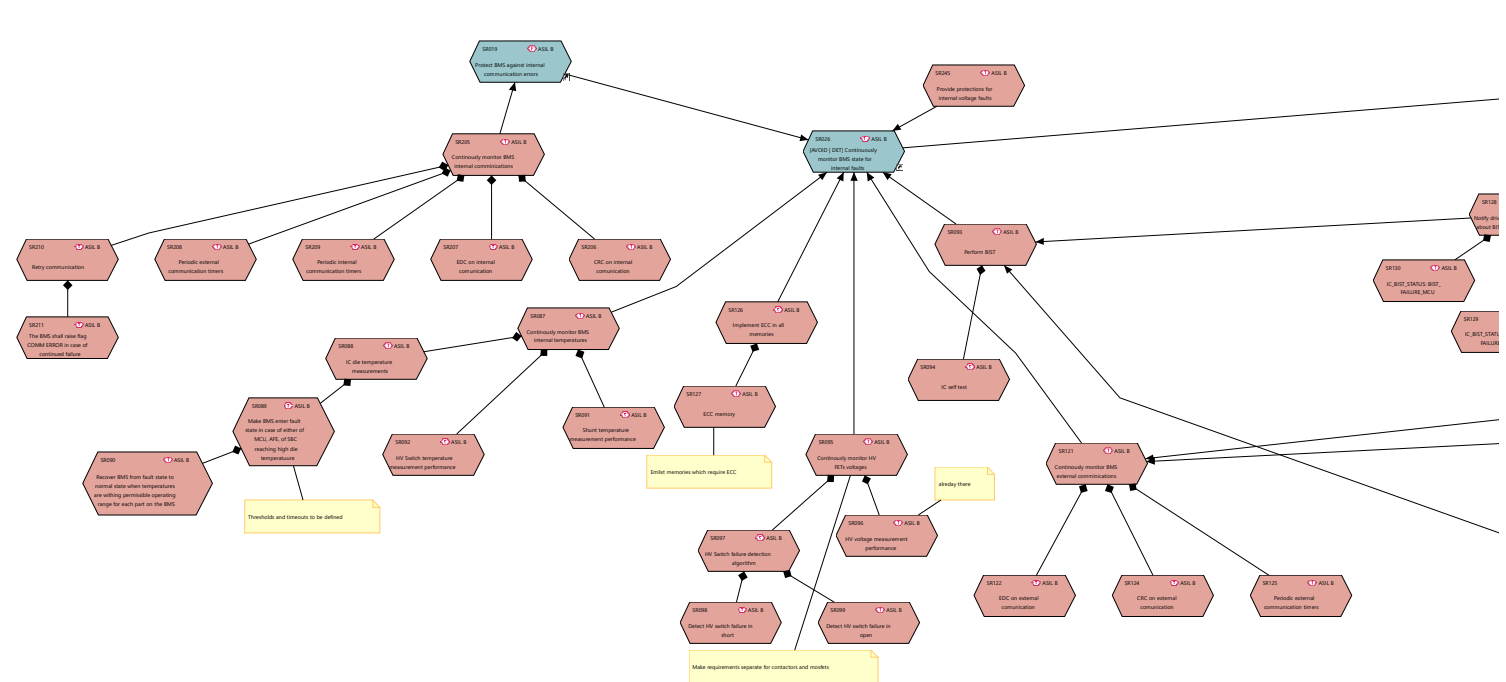 SR019 ASIL B
Protect BMS against internal
communication errors
SR245 ASIL B
Provide protections for
internal voltage faults
SR026 ASIL B
[AVOID | DET] Continuously
monitor BMS state for
internal faults
SR205 ASIL B
Continously monitor BMS
internal comminications
SR210 ASIL B
Retry communication
SR208 ASIL B
Periodic external
communication timers
SR209 ASIL B
Periodic internal
communication timers
SR207 ASIL B
EDC on internal
comunication
SR206 ASIL B
CRC on internal
comunication
SR211 ASIL B
The BMS shall raise flag
COMM ERROR in case of
continued failure
SR093 ASIL B
Perform BIST
SR128
Notify driv
about BIS
SR130 ASIL B
IC_BIST_STATUS: BIST_
FAILURE_MCU
SR129
IC_BIST_STATU
FAILURE
SR087 ASIL B
Continously monitor BMS
internal temperatures
SR126 ASIL B
Implement ECC in all
memories
SR088 ASIL B
IC die temperature
measurements
SR094 ASIL B
IC self test
SR127 ASIL B
ECC memory
SR089 ASIL B
Make BMS enter fault
state in case of either of
MCU, AFE, of SBC
reaching high die
temperatuure
SR091 ASIL B
Shunt temperature
measurement performance
SR092 ASIL B
HV Switch temperature
measurement performance
SR095 ASIL B
Continously monitor HV
FETs voltages
SR121 ASIL B
Continously monitor BMS
external comminications
SR090 ASIL B
Recover BMS from fault state to
normal state when temperatures
are withing permissible operating
range for each part on the BMS
Emlist memories which require ECC
alreday there
Thresholds and timeouts to be defined
SR096 ASIL B
HV voltage measurement
performance
SR097 ASIL B
HV Switch failure detection
algorithm
SR122 ASIL B
EDC on external
comunication
SR124 ASIL B
CRC on external
comunication
SR125 ASIL B
Periodic external
communication timers
SR098 ASIL B
Detect HV switch failure in
short
SR099 ASIL B
Detect HV switch failure in
open
Make requirements separate for contactors and mosfets